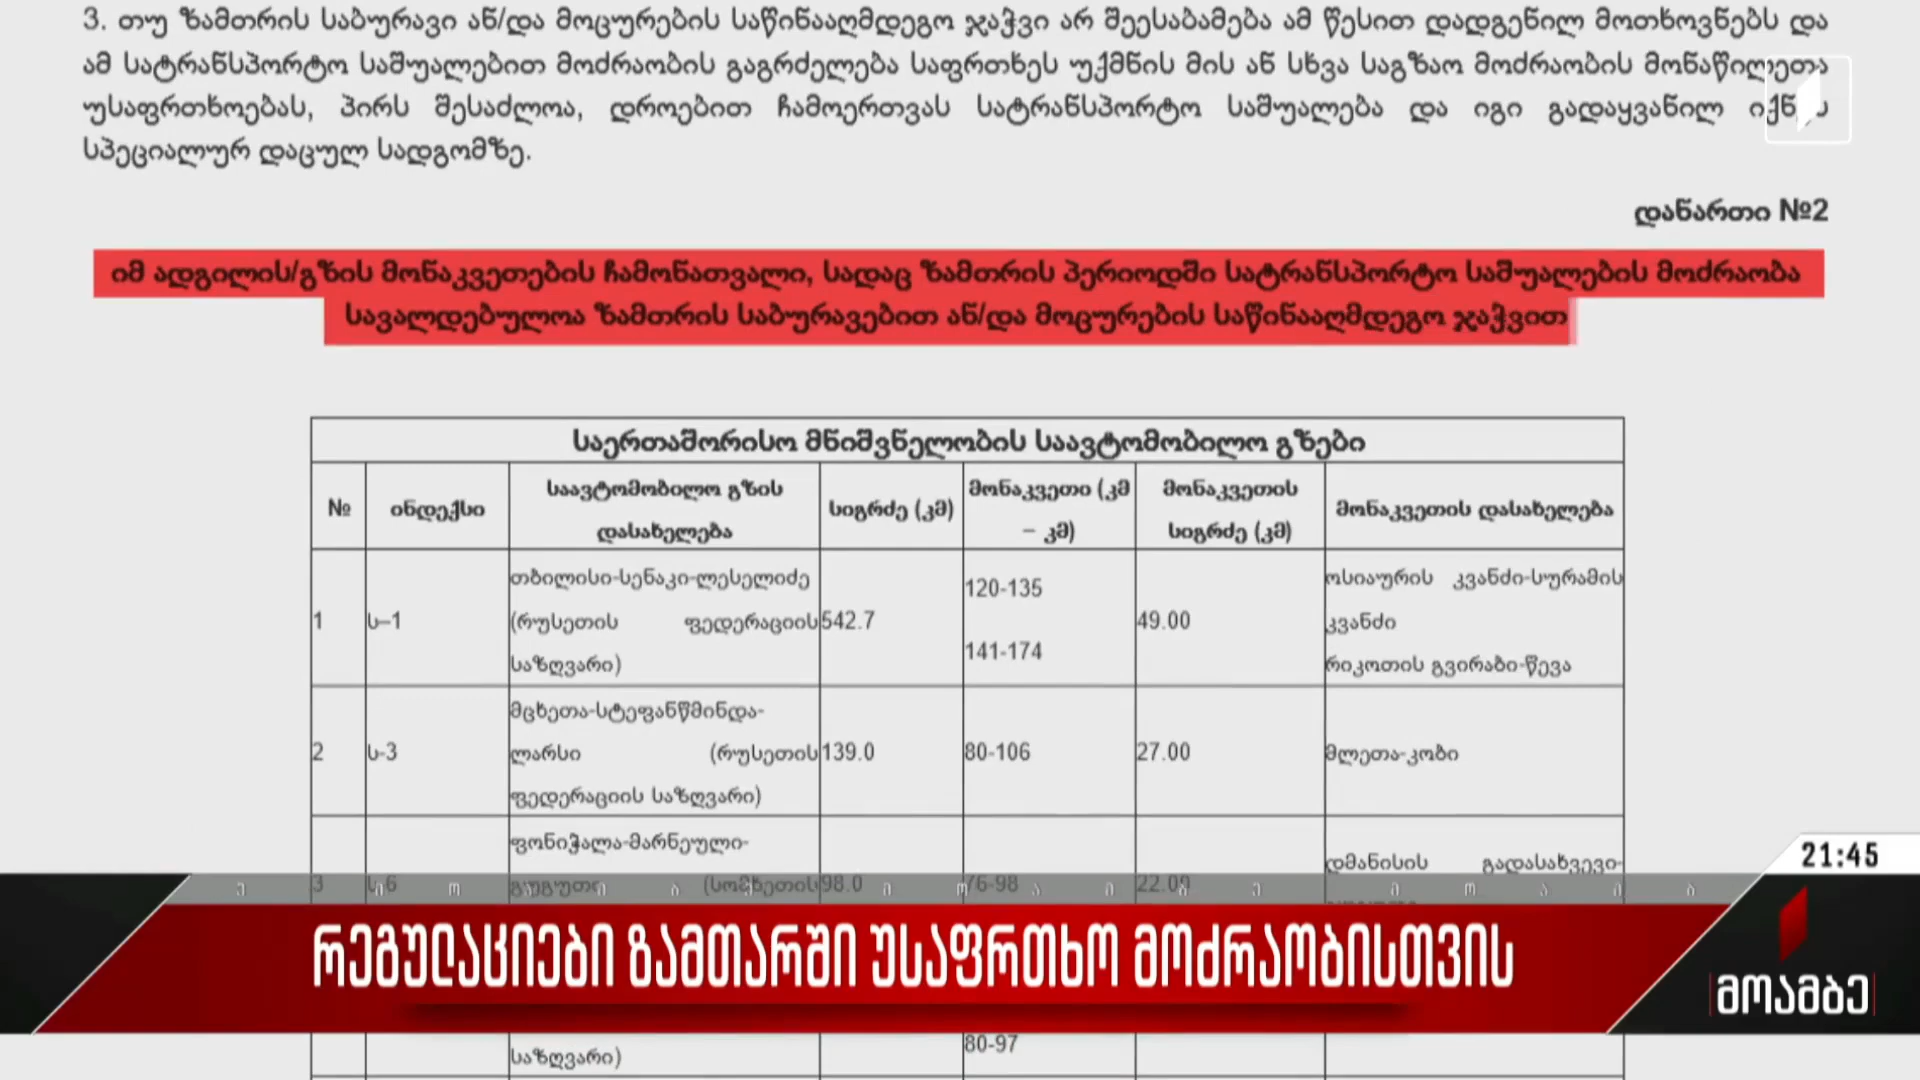 3. თუ ზამთრის საბურავი ან/და მოცურების საწინააღმდეგო ჯაჭვი არ შეესაბამება ამ წესით დადგენილ მოთხოვნებს და
ამ სატრანსპორტო საშუალებით მოძრაობის გაგრძელება საფრთხეს უქმნის მის ან სხვა საგზაო მოძრაობის მონაწილეთა
უსაფრთხოებას, პირს შესაძლოა, დროებით ჩამოერთვას სატრანსპორტო საშუალება და იგი გადაყვანილ იქნას
სპეციალურ დაცულ სადგომზე.
დანართი №2
იმ ადგილის/გზის მონაკვეთების ჩამონათვალი, სადაც ზამთრის პერიოდში სატრანსპორტო საშუალების მოძრაობა
სავალდებულოა ზამთრის საბურავებით ან/და მოცურების საწინააღმდეგო ჯაჭვით
საერთაშორისო მნიშვნელობის საავტომობილო გზები
№ ინდექსი საავტომობილო გზის დასახელება სიგრძე (კმ) მონაკვეთი (კმ – კმ) მონაკვეთის სიგრძე (კმ) მონაკვეთის დასახელება
1 ს–1 თბილისი-სენაკი-ლესელიძე (რუსეთის ფედერაციის საზღვარი) 542.7 120-135 141-174 49.00 ოსიაურის კვანძი-სურამის კვანძი რიკოთის გვირაბი-წევა
2 ს-3 მცხეთა-სტეფანწმინდა-ლარსი (რუსეთის ფედერაციის საზღვარი) 139.0 80-106 27.00 მლეთა-კობი
3 ს-6 ფონიჭალა-მარნეული-გუგუთი (სომხეთის 98.0 76-98 22.00 დმანისის გადასახვევი-
21:45
რეგულაციები ზამთარში უსაფრთხო მოძრაობისთვის
მოამბე
საზღვარი) 80-97